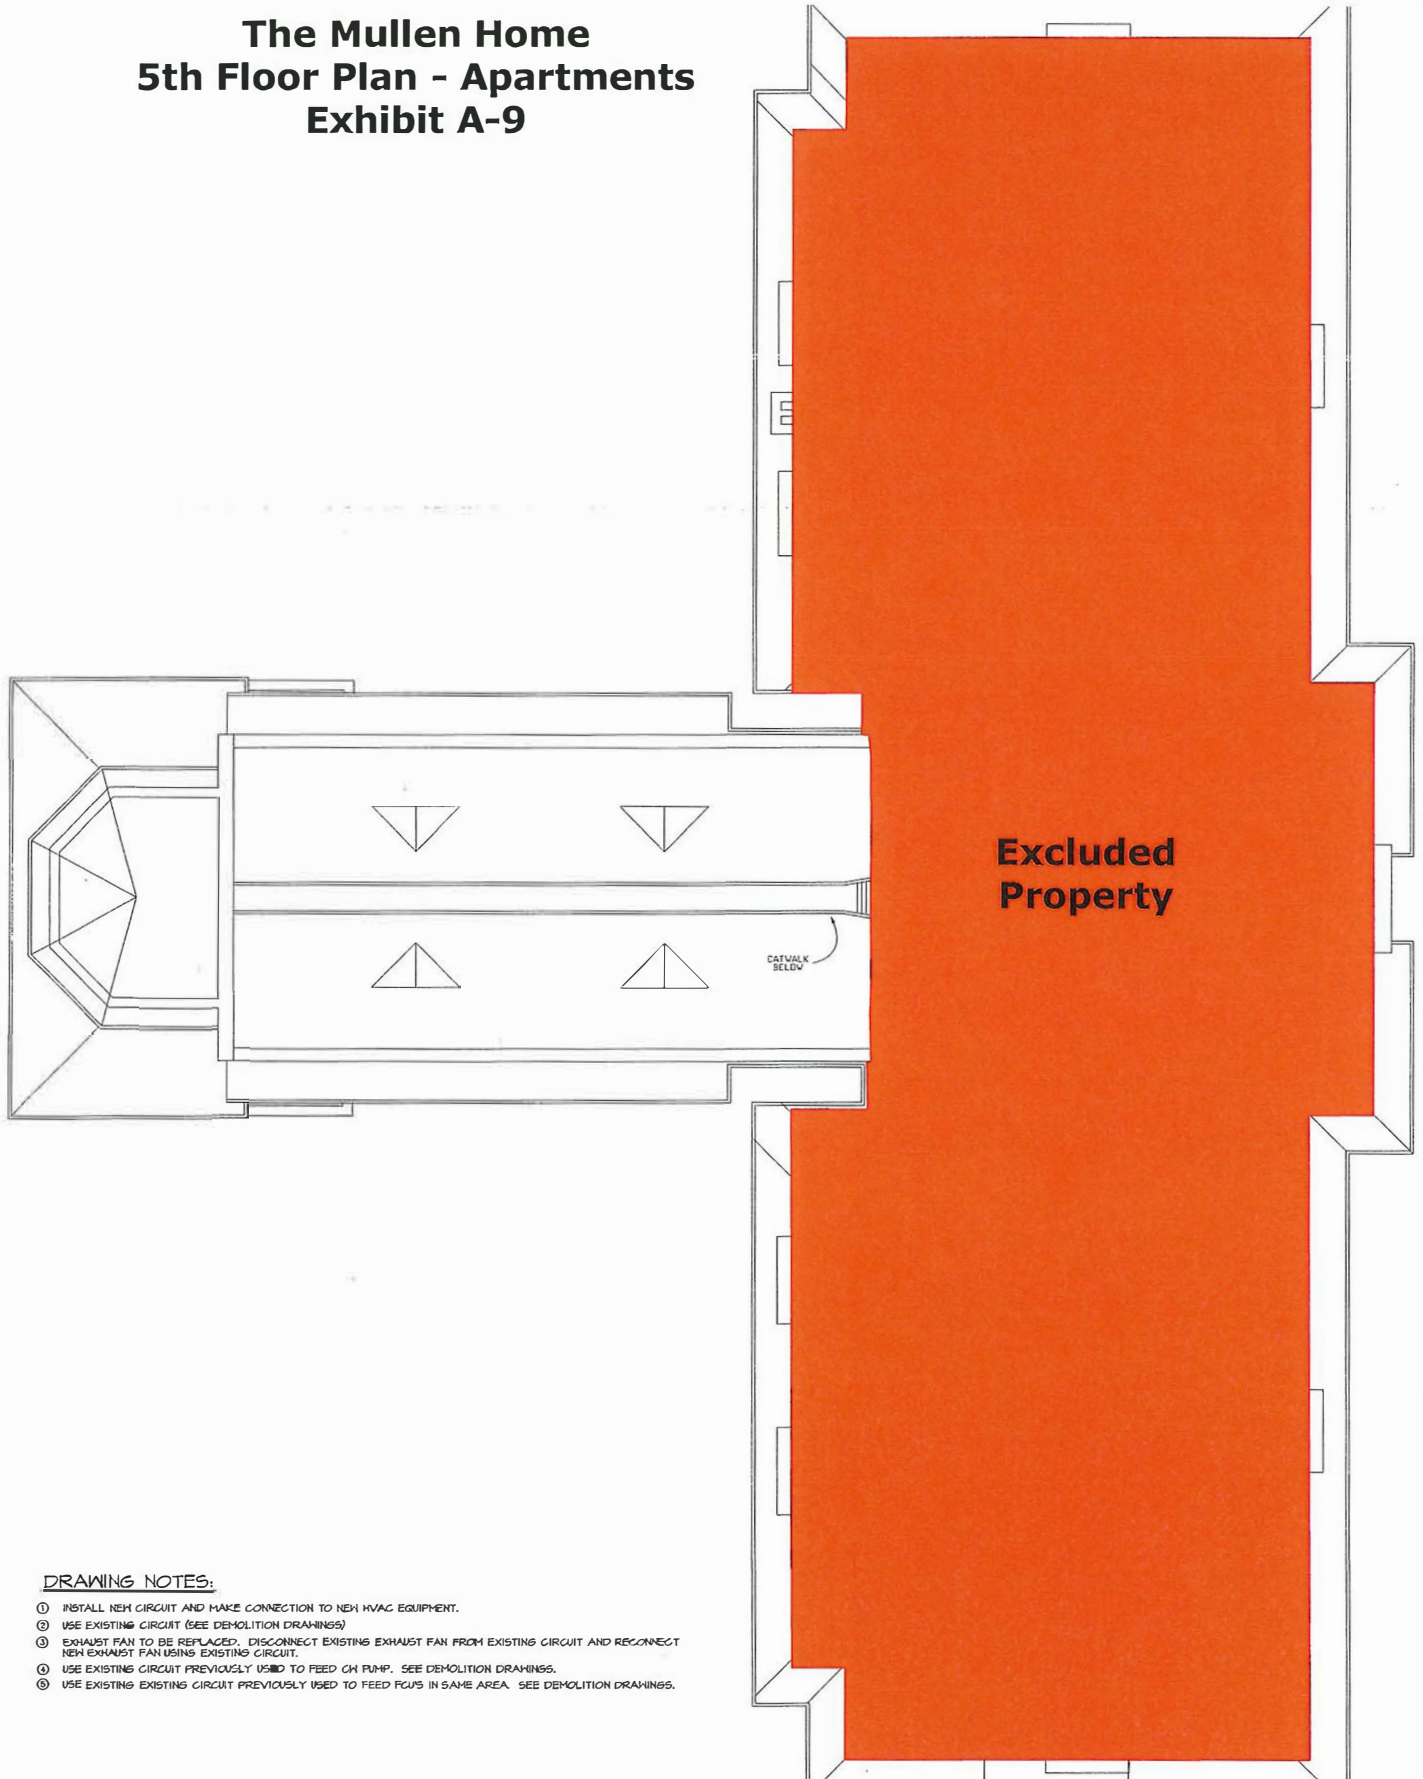 The Mullen Home
5th Floor Plan - Apartments
Exhibit A-9
Excluded
Property
CATWALK
BELOW
DRAWING NOTES:
① INSTALL NEW CIRCUIT AND MAKE CONNECTION TO NEW HVAC EQUIPMENT.
② USE EXISTING CIRCUIT (SEE DEMOLITION DRAWINGS)
③ EXHAUST FAN TO BE REPLACED. DISCONNECT EXISTING EXHAUST FAN FROM EXISTING CIRCUIT AND RECONNECT
NEW EXHAUST FAN USING EXISTING CIRCUIT.
④ USE EXISTING CIRCUIT PREVIOUSLY USED TO FEED CW PUMP. SEE DEMOLITION DRAWINGS.
⑤ USE EXISTING EXISTING CIRCUIT PREVIOUSLY USED TO FEED FCU'S IN SAME AREA. SEE DEMOLITION DRAWINGS.